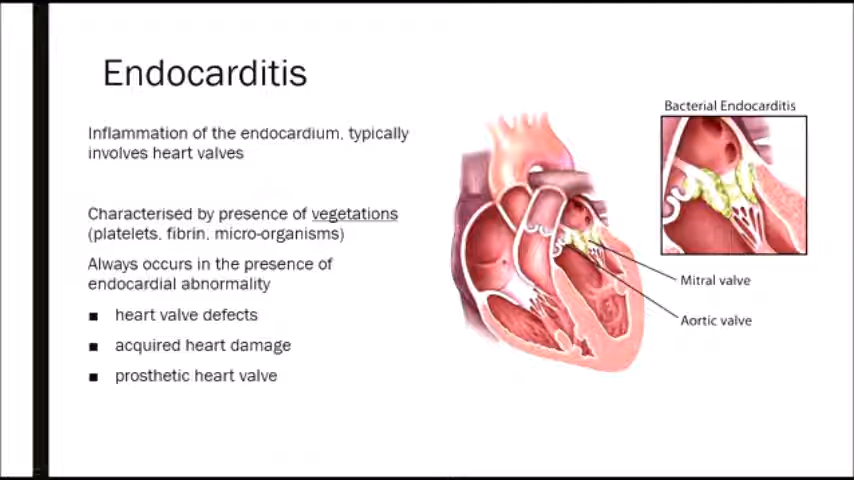 Endocarditis
Inflammation of the endocardium, typically
involves heart valves
Characterised by presence of vegetations
(platelets, fibrin, micro-organisms)
Always occurs in the presence of
endocardial abnormality
■ heart valve defects
■ acquired heart damage
■ prosthetic heart valve
Bacterial Endocarditis
Mitral valve
Aortic valve